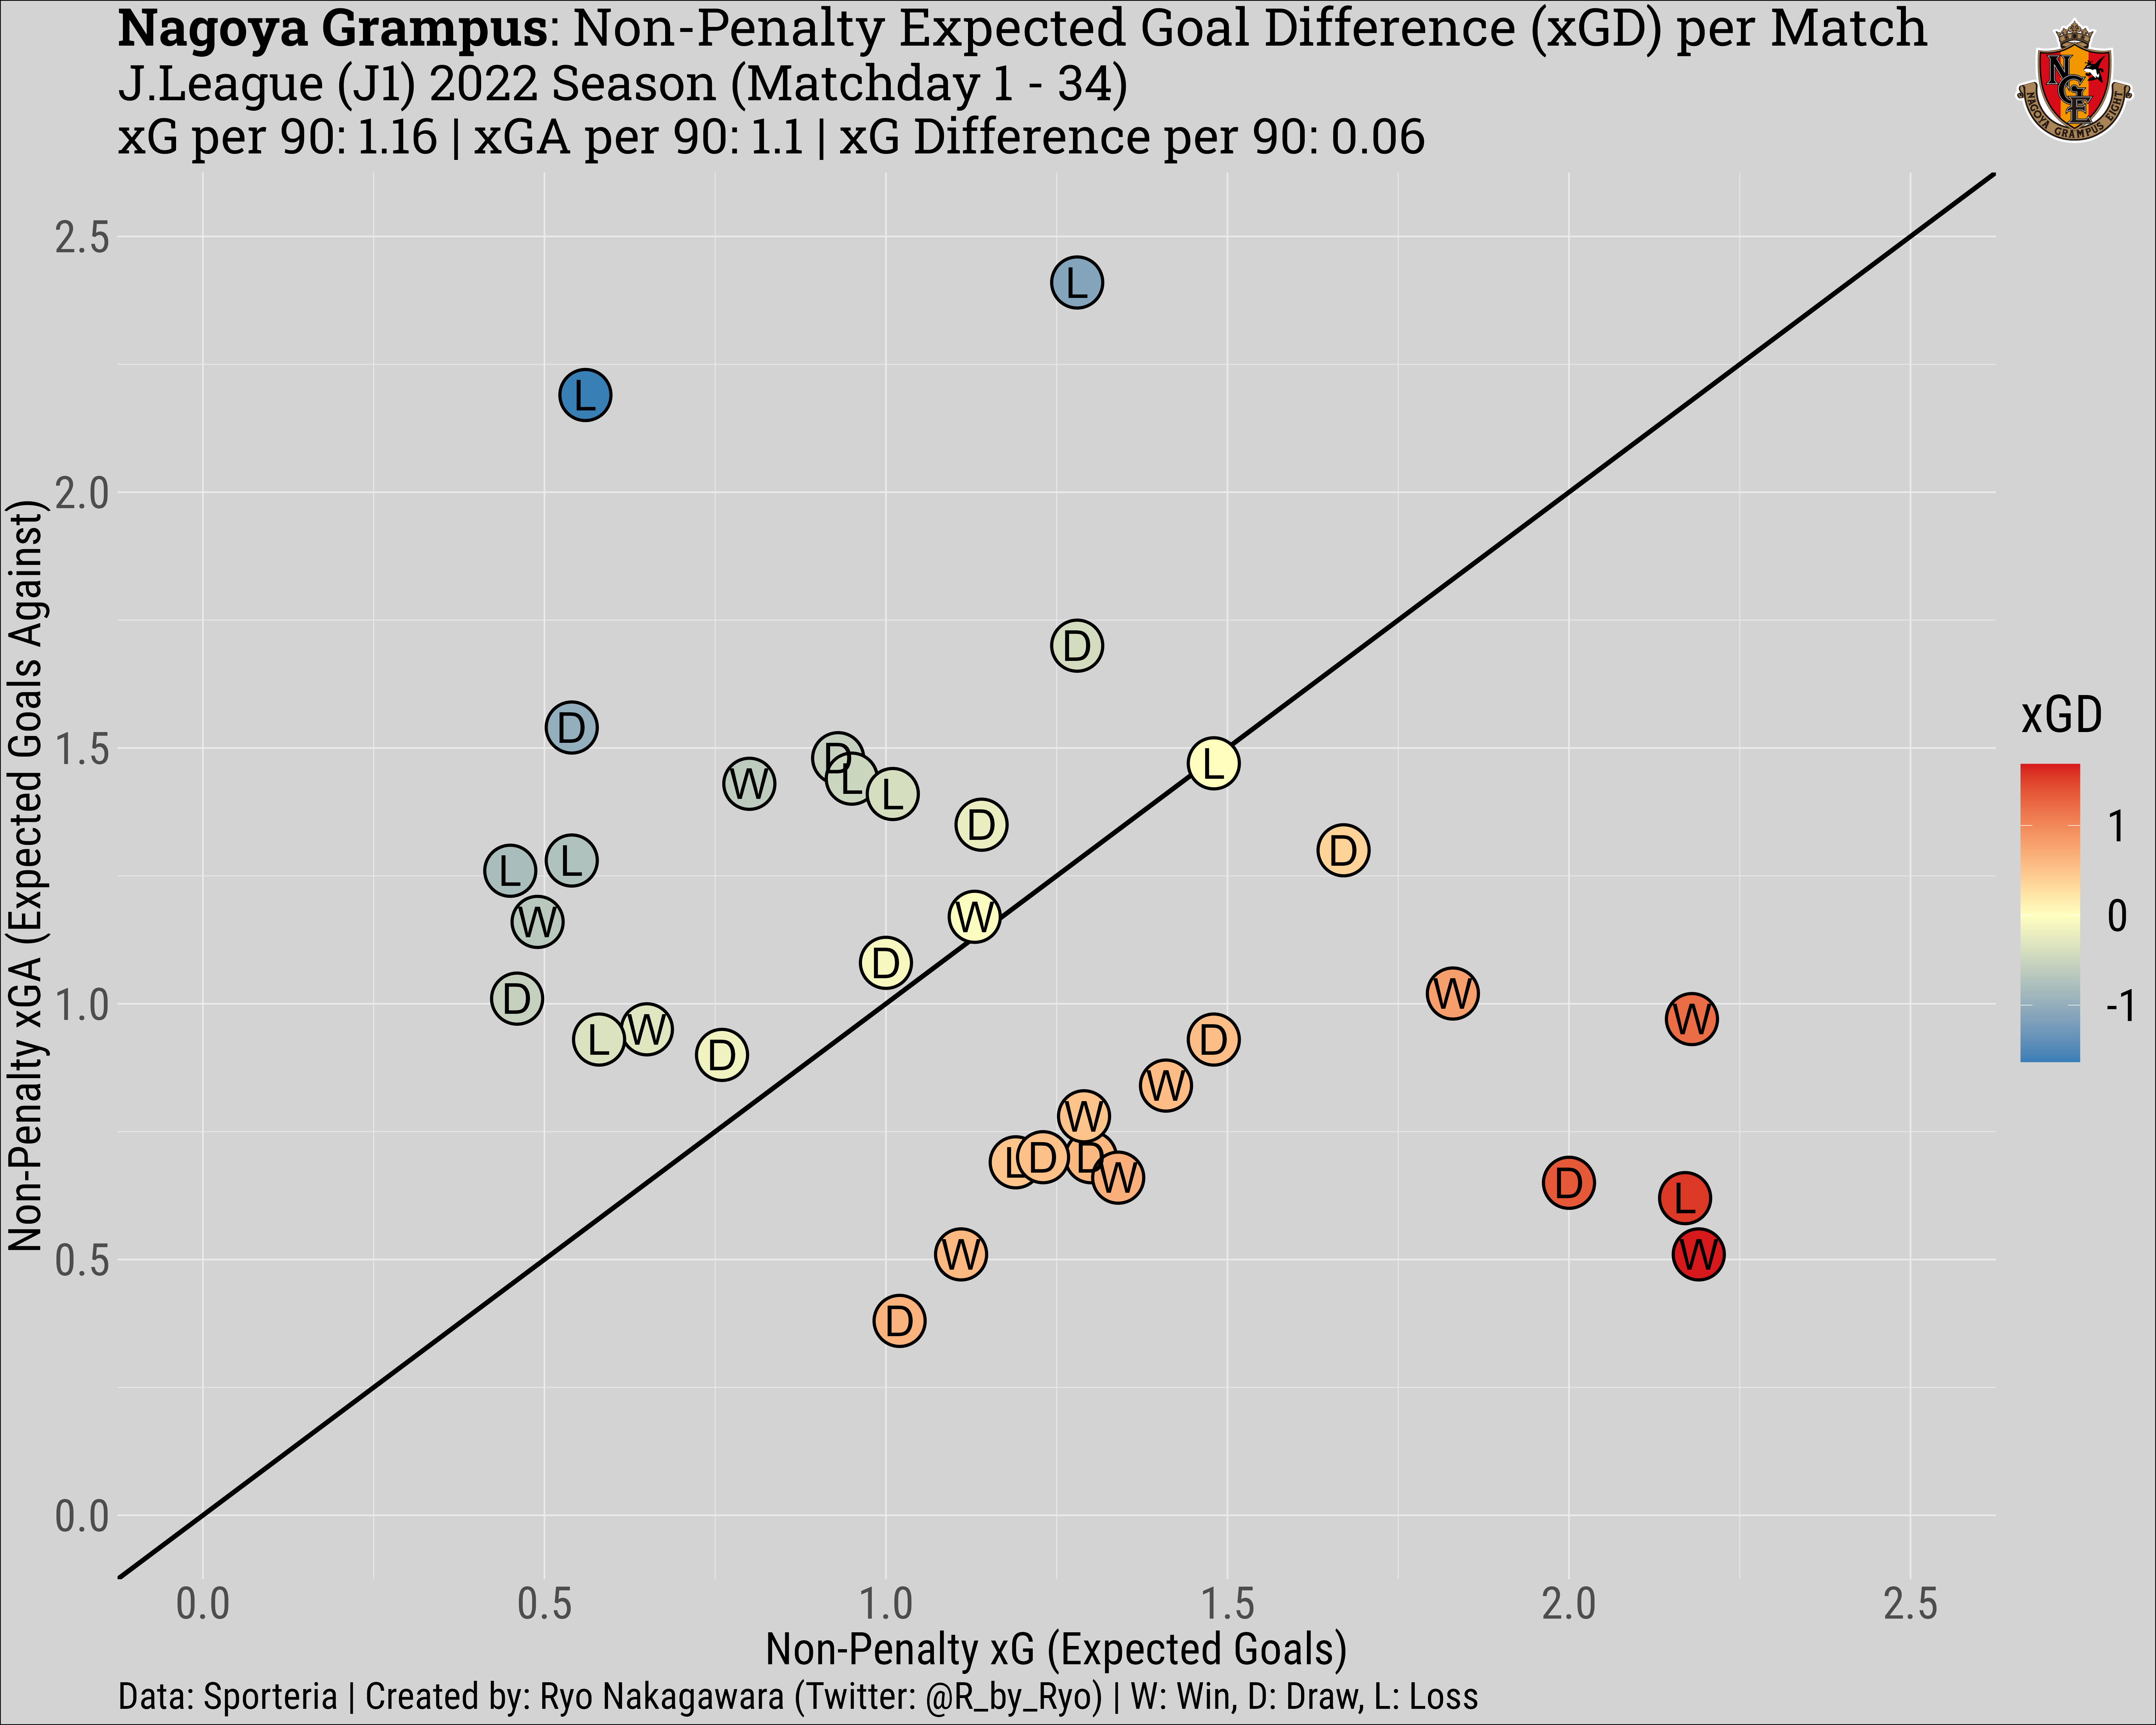 Nagoya Grampus: Non-Penalty Expected Goal Difference (xGD) per Match
J.League (J1) 2022 Season (Matchday 1 - 34)
xG per 90: 1.16 | xGA per 90: 1.1 | xG Difference per 90: 0.06
NGE
NAGOYA GRAMPUS EIGHT
Non-Penalty xGA (Expected Goals Against)
2.5
2.0
1.5
1.0
0.5
0.0
L
L
D
D
D
L
W
L
L
D
L
L
D
W
W
D
D
W
W
L
W
D
D
W
W
L
D
D
W
D
L
W
W
D
xGD
1
0
-1
0.0
0.5
1.0
1.5
2.0
2.5
Non-Penalty xG (Expected Goals)
Data: Sporteria | Created by: Ryo Nakagawara (Twitter: @R_by_Ryo) | W: Win, D: Draw, L: Loss